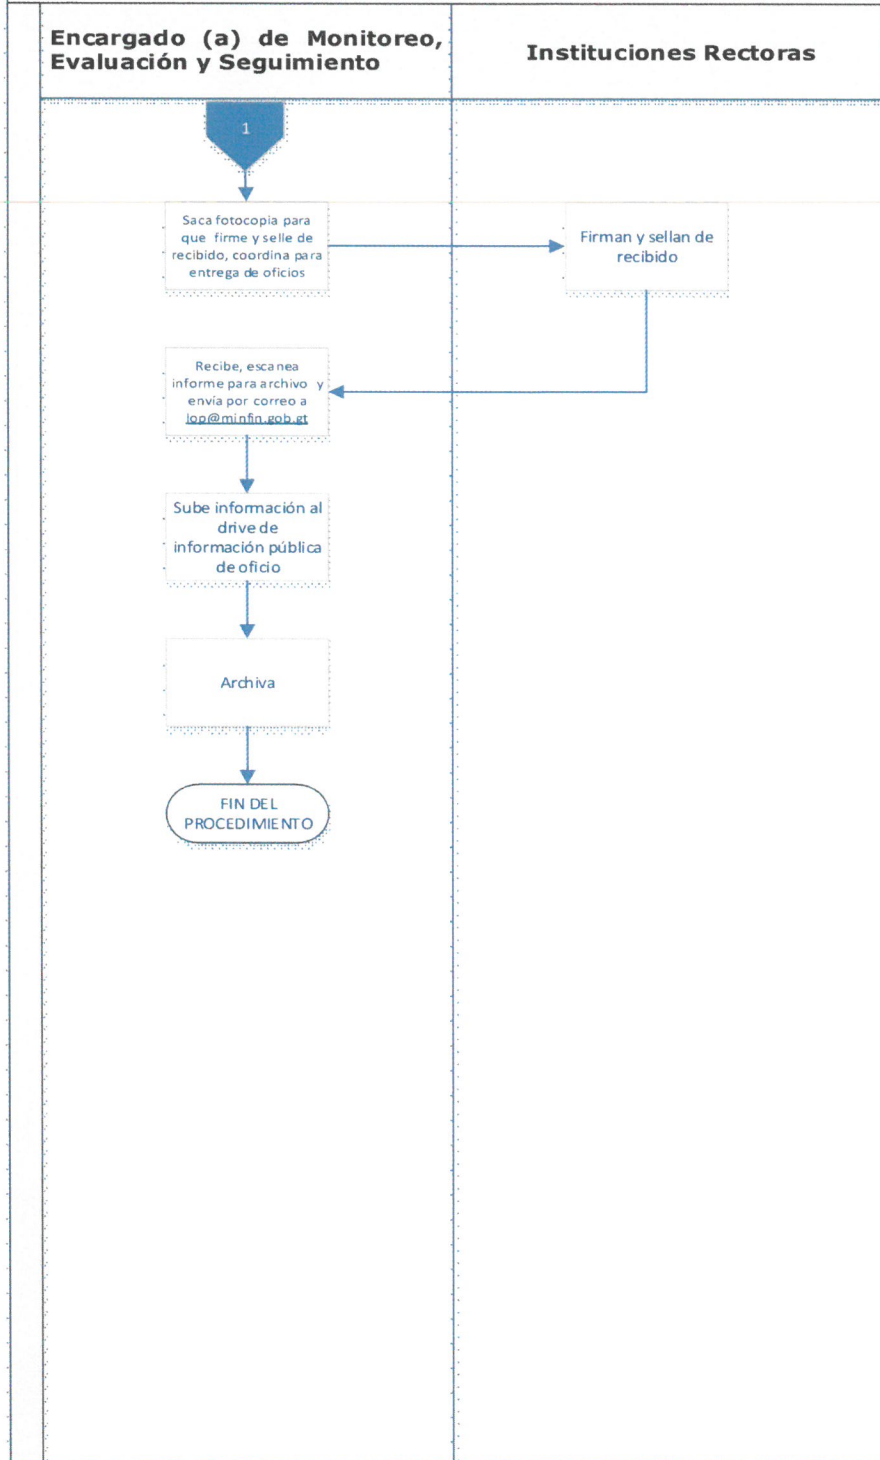 Encargado (a) de Monitoreo,
Evaluación y Seguimiento
Instituciones Rectoras
1
Saca fotocopia para
que firme y selle de
recibido, coordina para
entrega de oficios
Firman y sellan de
recibido
Recibe, escanea
informe para archivo y
envía por correo a
lop@minfin.gob.gt
Sube información al
drive de
información pública
de oficio
Archiva
FIN DEL
PROCEDIMIENTO